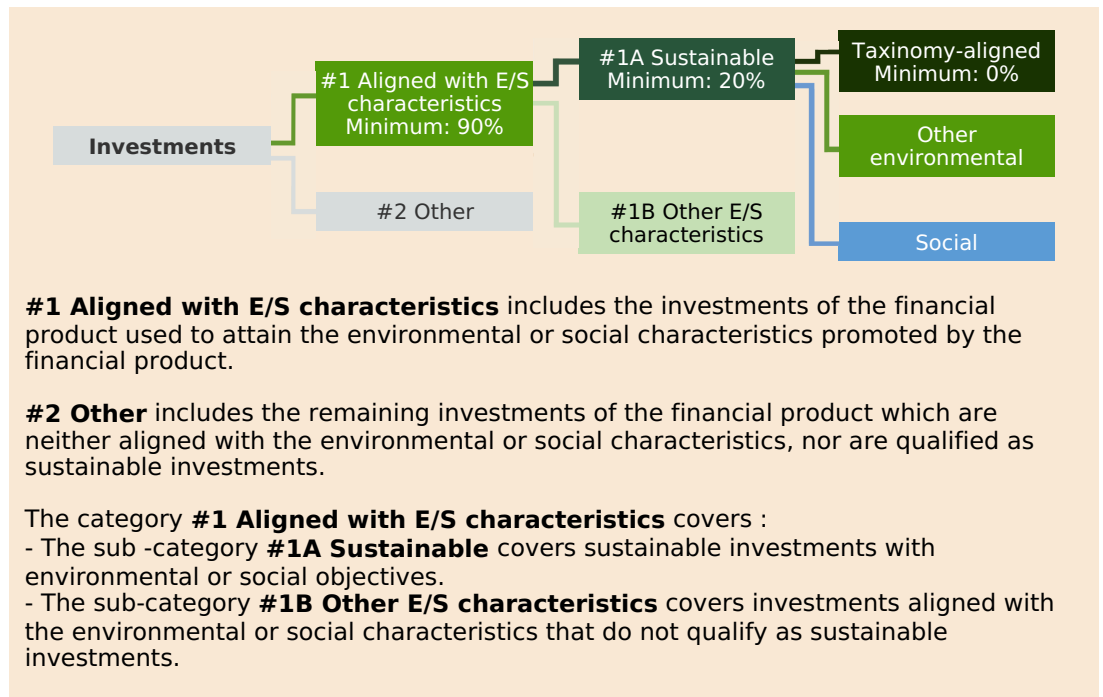 Investments
#1 Aligned with E/S
characteristics
Minimum: 90%
#2 Other
#1A Sustainable
Minimum: 20%
#1B Other E/S
characteristics
Taxinomy-aligned
Minimum: 0%
Other
environmental
Social
#1 Aligned with E/S characteristics includes the investments of the financial
product used to attain the environmental or social characteristics promoted by the
financial product.
#2 Other includes the remaining investments of the financial product which are
neither aligned with the environmental or social characteristics, nor are qualified as
sustainable investments.
The category #1 Aligned with E/S characteristics covers :
- The sub -category #1A Sustainable covers sustainable investments with
environmental or social objectives.
- The sub-category #1B Other E/S characteristics covers investments aligned with
the environmental or social characteristics that do not qualify as sustainable
investments.